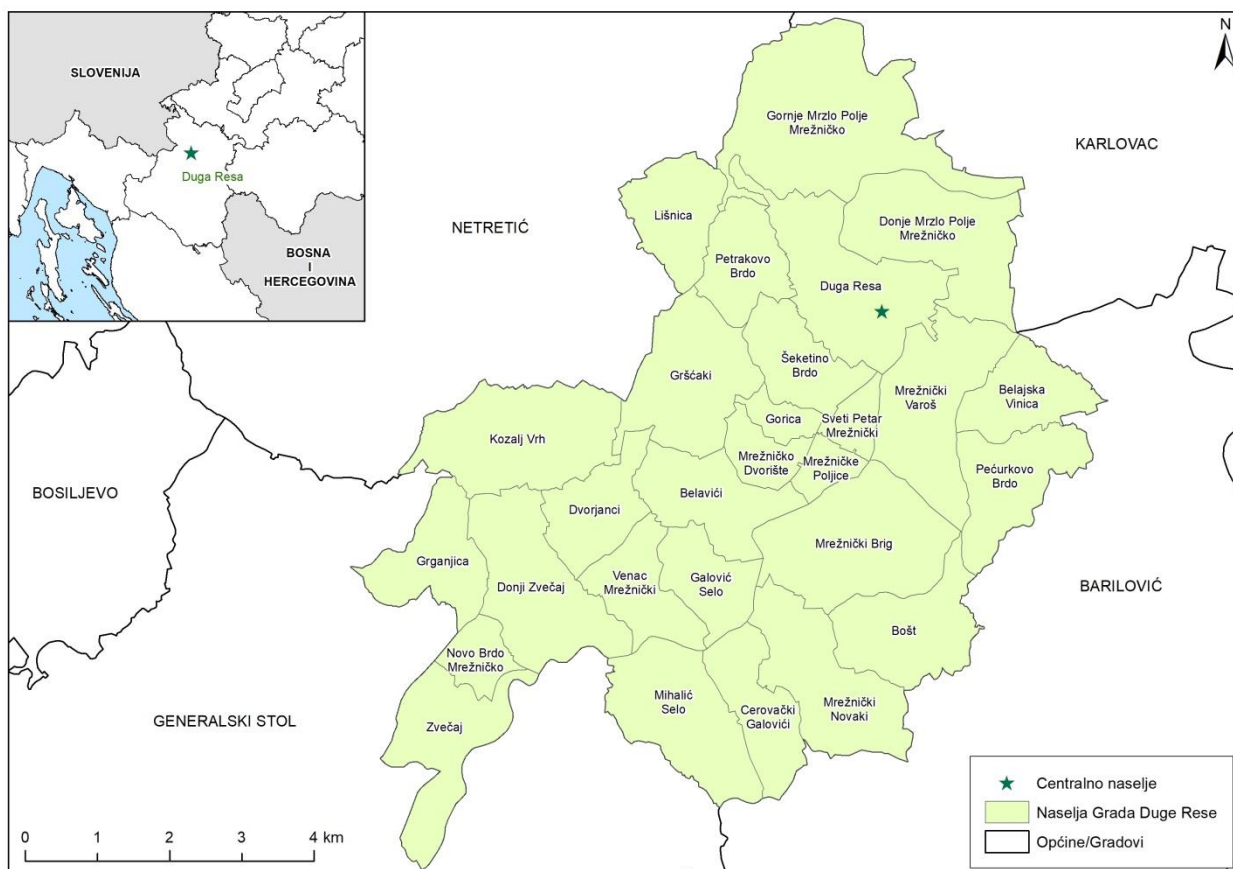 SLOVENIJA
Duga Resa
BOSNA
I
HERCEGOVINA
N
Gornje Mrzlo Polje
Mrežničko
KARLOVAC
Lišnica
NETRETIĆ
Donje Mrzlo Polje
Mrežničko
Petrakovo
Brdo
Duga Resa
Šeketino
Brdo
Gršćaki
Mrežnički
Varoš
Belajska
Vinica
Gorica
Sveti Petar
Mrežnički
Kozalj Vrh
Mrežničko
Dvorište
Mrežničke
Poljice
Pećurkovo
Brdo
BOSILJEVO
Belavići
Dvorjanci
Mrežnički Brig
Grganjica
Donji Zvečaj
Venac
Mrežnički
Galović
Selo
BARILOVIĆ
Bošt
Novo Brdo
Mrežničko
Mihalić
Selo
Cerovački
Galovići
Mrežnički
Novaki
GENERALSKI STOL
Zvečaj
Centralno naselje
Naselja Grada Duge Rese
Općine/Gradovi
0 1 2 4 km